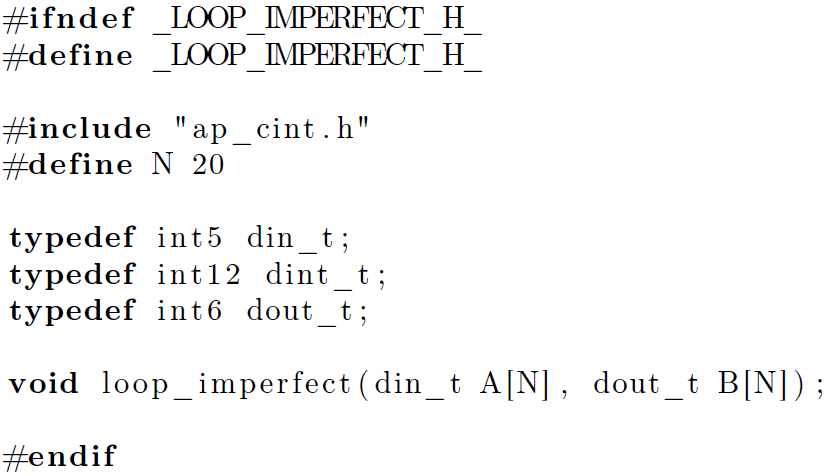 #ifndef _LOOP_IMPERFECT_H_
#define _LOOP_IMPERFECT_H_
#include "ap_cint.h"
#define N 20
typedef int5 din_t;
typedef int12 dint_t;
typedef int6 dout_t;
void loop_imperfect(din_t A[N], dout_t B[N]);
#endif